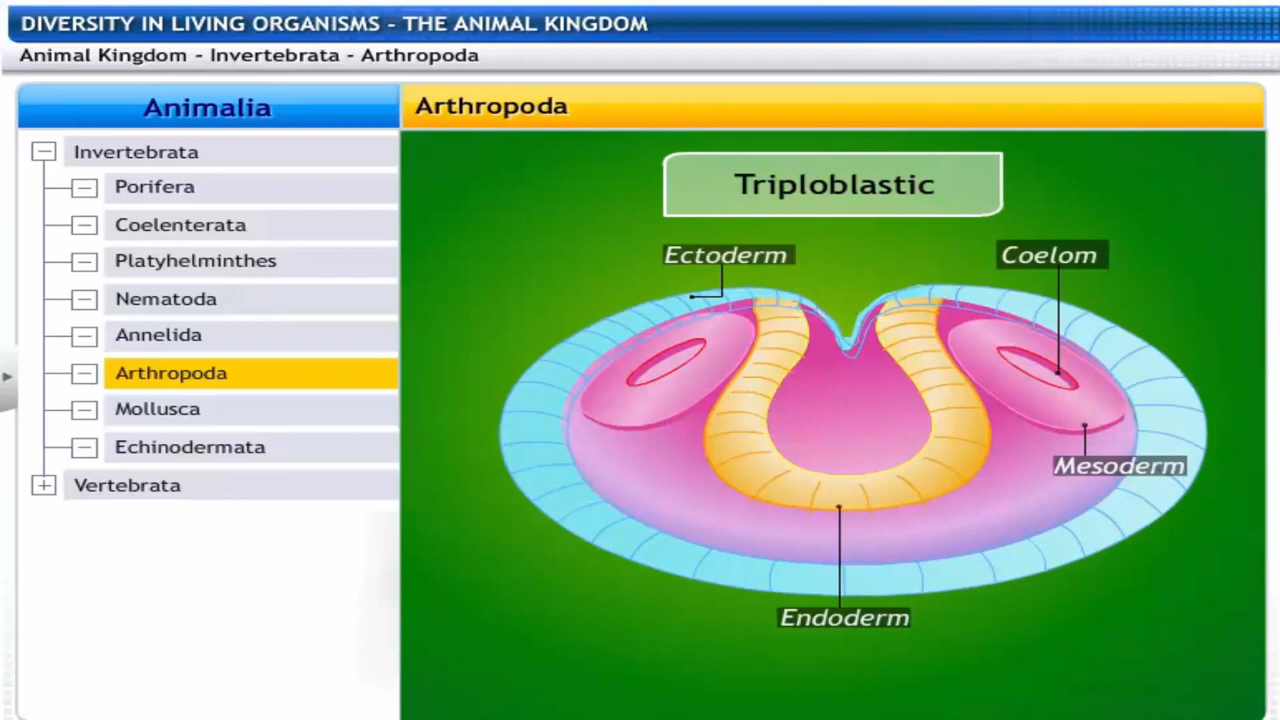 DIVERSITY IN LIVING ORGANISMS - THE ANIMAL KINGDOM
Animal Kingdom - Invertebrata - Arthropoda
Animalia
Invertebrata
Porifera
Coelenterata
Platyhelminthes
Nematoda
Annelida
Arthropoda
Mollusca
Echinodermata
Vertebrata
Arthropoda
Triploblastic
Ectoderm
Coelom
Mesoderm
Endoderm